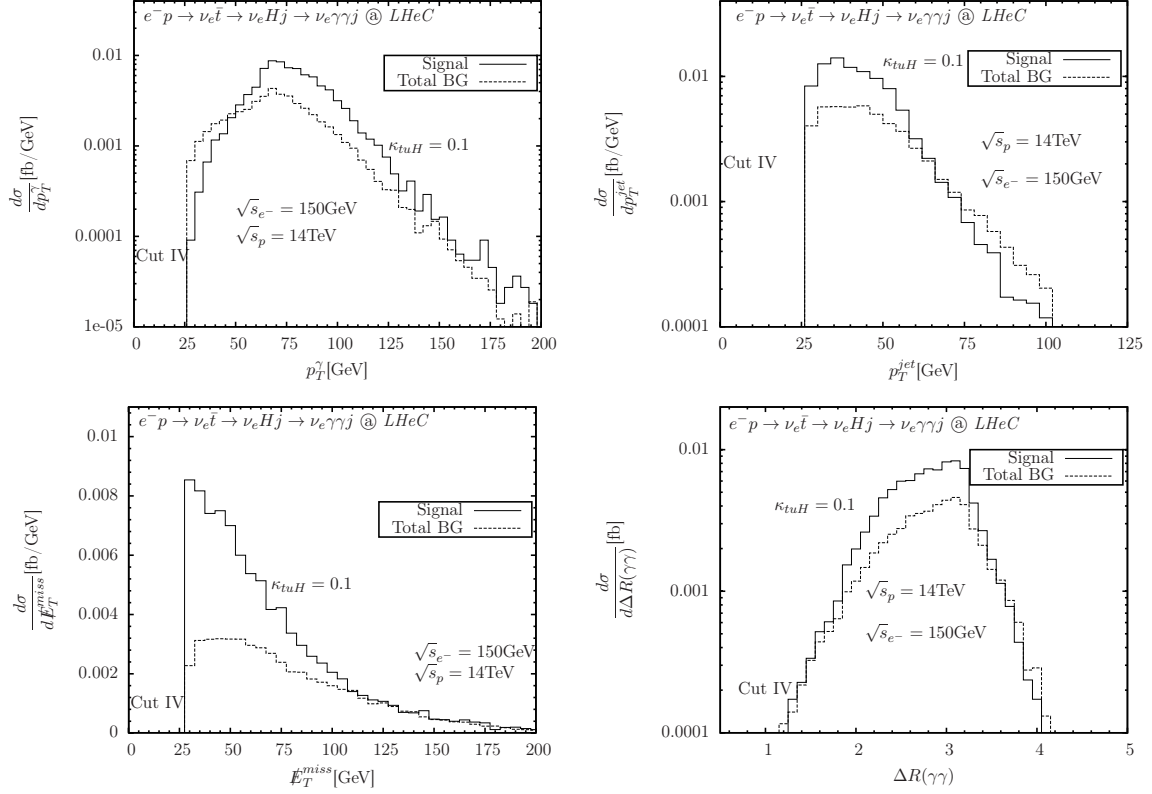 e⁻p → ν_e t̄ → ν_e Hj → ν_e γγj @ LHeC
Signal
Total BG
κ_tuH = 0.1
√s_e⁻ = 150GeV
√s_p = 14TeV
Cut IV
dσ/dp_T^γ [fb/GeV]
0.01
0.001
0.0001
1e-05
0 25 50 75 100 125 150 175 200
p_T^γ[GeV]
e⁻p → ν_e t̄ → ν_e Hj → ν_e γγj @ LHeC
Signal
Total BG
κ_tuH = 0.1
√s_p = 14TeV
√s_e⁻ = 150GeV
Cut IV
dσ/dp_T^jet [fb/GeV]
0.01
0.001
0.0001
0 25 50 75 100 125
p_T^jet[GeV]
e⁻p → ν_e t̄ → ν_e Hj → ν_e γγj @ LHeC
Signal
Total BG
κ_tuH = 0.1
√s_e⁻ = 150GeV
√s_p = 14TeV
Cut IV
dσ/dE̸_T^miss [fb/GeV]
0.01
0.008
0.006
0.004
0.002
0
0 25 50 75 100 125 150 175 200
E̸_T^miss[GeV]
e⁻p → ν_e t̄ → ν_e Hj → ν_e γγj @ LHeC
Signal
Total BG
κ_tuH = 0.1
√s_p = 14TeV
√s_e⁻ = 150GeV
Cut IV
dσ/dΔR(γγ) [fb]
0.01
0.001
0.0001
1 2 3 4 5
ΔR(γγ)